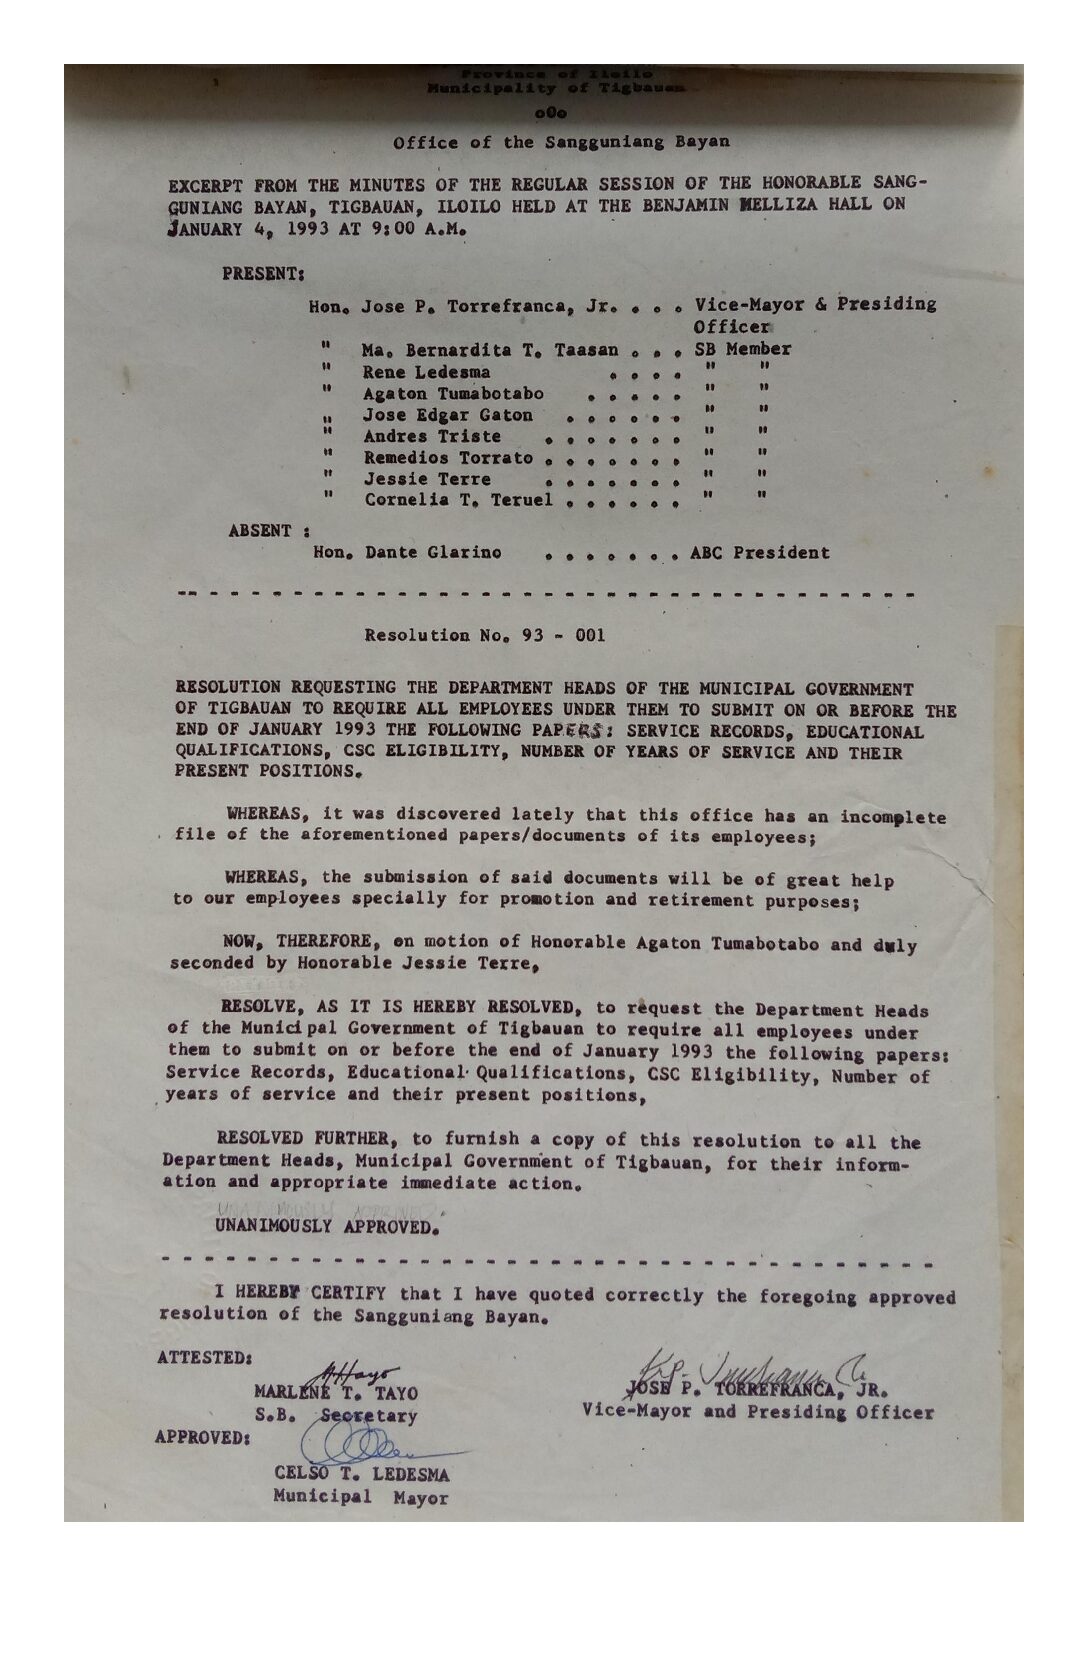 Province of Iloilo
Municipality of Tigbauan
oOo
Office of the Sangguniang Bayan
EXCERPT FROM THE MINUTES OF THE REGULAR SESSION OF THE HONORABLE SANG-
GUNIANG BAYAN, TIGBAUAN, ILOILO HELD AT THE BENJAMIN MELLIZA HALL ON
JANUARY 4, 1993 AT 9:00 A.M.
PRESENT:
Hon. Jose P. Torrefranca, Jr. . . . Vice-Mayor & Presiding
Officer
" Ma. Bernardita T. Taasan . . . SB Member
" Rene Ledesma . . . . " "
" Agaton Tumabotabo . . . . . " "
" Jose Edgar Gaton . . . . . . " "
" Andres Triste . . . . . . . " "
" Remedios Torrato . . . . . . . " "
" Jessie Terre . . . . . . . " "
" Cornelia T. Teruel . . . . . . " "
ABSENT :
Hon. Dante Glarino . . . . . . . ABC President
- - - - - - - - - - - - - - - - - - - - - - - - - - - - - - - - - - -
Resolution No. 93 - 001
RESOLUTION REQUESTING THE DEPARTMENT HEADS OF THE MUNICIPAL GOVERNMENT
OF TIGBAUAN TO REQUIRE ALL EMPLOYEES UNDER THEM TO SUBMIT ON OR BEFORE THE
END OF JANUARY 1993 THE FOLLOWING PAPERS: SERVICE RECORDS, EDUCATIONAL
QUALIFICATIONS, CSC ELIGIBILITY, NUMBER OF YEARS OF SERVICE AND THEIR
PRESENT POSITIONS.
WHEREAS, it was discovered lately that this office has an incomplete
file of the aforementioned papers/documents of its employees;
WHEREAS, the submission of said documents will be of great help
to our employees specially for promotion and retirement purposes;
NOW, THEREFORE, on motion of Honorable Agaton Tumabotabo and duly
seconded by Honorable Jessie Terre,
RESOLVE, AS IT IS HEREBY RESOLVED, to request the Department Heads
of the Municipal Government of Tigbauan to require all employees under
them to submit on or before the end of January 1993 the following papers:
Service Records, Educational Qualifications, CSC Eligibility, Number of
years of service and their present positions,
RESOLVED FURTHER, to furnish a copy of this resolution to all the
Department Heads, Municipal Government of Tigbauan, for their inform-
ation and appropriate immediate action.
UNANIMOUSLY APPROVED.
UNANIMOUSLY APPROVED.
- - - - - - - - - - - - - - - - - - - - - - - - - - - - - - - - - - - -
I HEREBY CERTIFY that I have quoted correctly the foregoing approved
resolution of the Sangguniang Bayan.
ATTESTED:
MARLENE T. TAYO
JOSE P. TORREFRANCA, JR.
S.B. Secretary
Vice-Mayor and Presiding Officer
APPROVED:
CELSO T. LEDESMA
Municipal Mayor